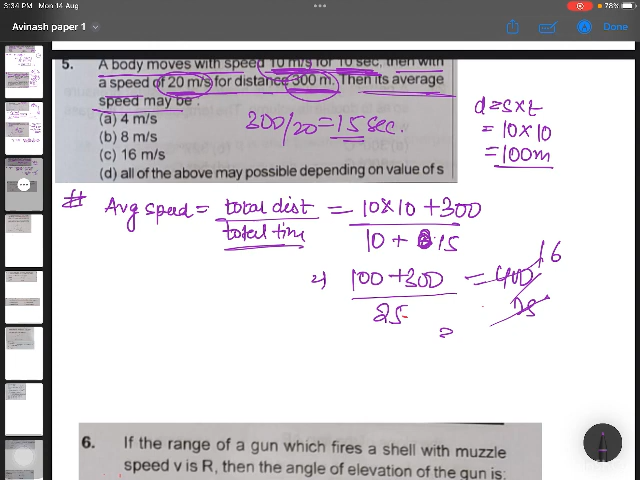 3:34 PM Mon 14 Aug
78%
Avinash paper 1
Done
5. A body moves with speed 10 m/s for 10 sec, then with
a speed of 20 m/s for distance 300 m. Then its average
speed may be :
(a) 4 m/s
(b) 8 m/s
(c) 16 m/s
(d) all of the above may possible depending on value of s
300/20 = 15 sec.
d = s x t
= 10 x 10
= 100m
# Avg speed = total dist / total tim = 10x10 + 300 / 10 + 15
100 + 300 / 25 = 400 / 25 16
=
6. If the range of a gun which fires a shell with muzzle
speed v is R, then the angle of elevation of the gun is: